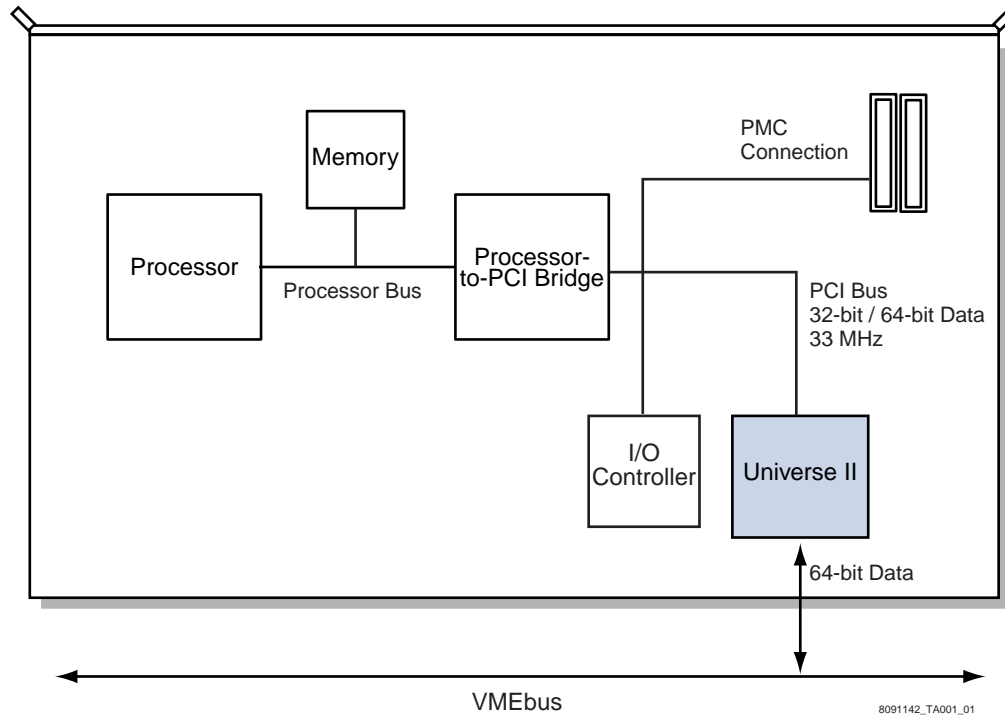 Memory
PMC
Connection
Processor
Processor-
to-PCI Bridge
Processor Bus
PCI Bus
32-bit / 64-bit Data
33 MHz
I/O
Controller
Universe II
64-bit Data
VMEbus
8091142_TA001_01